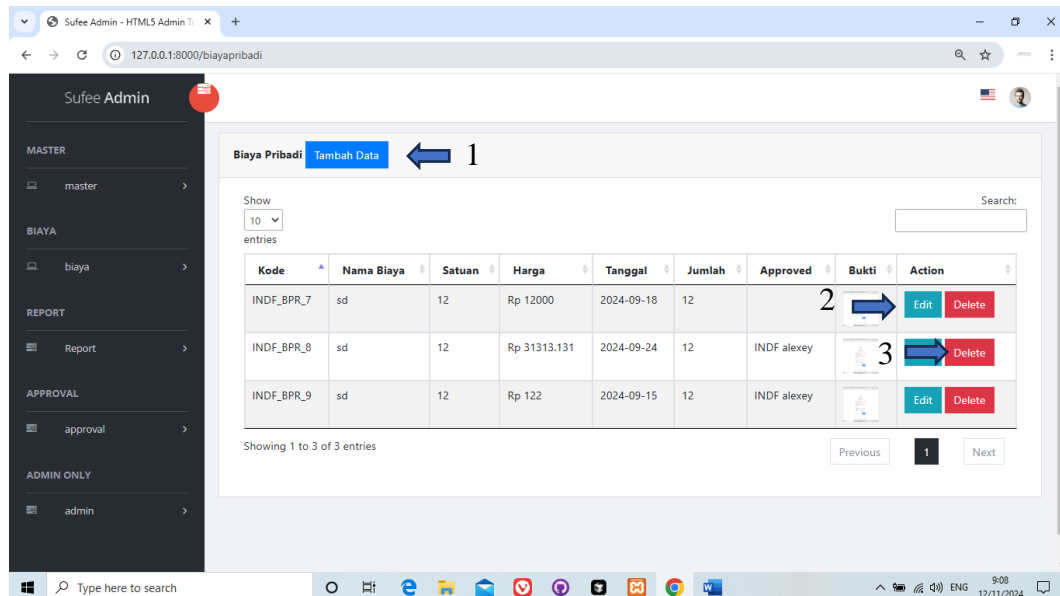 Sufee Admin - HTML5 Admin Te
127.0.0.1:8000/biayapribadi
Sufee Admin
MASTER
master
BIAYA
biaya
REPORT
Report
APPROVAL
approval
ADMIN ONLY
admin
Biaya Pribadi Tambah Data 1
Show
10
entries
Search:
Kode Nama Biaya Satuan Harga Tanggal Jumlah Approved Bukti Action
INDF_BPR_7 sd 12 Rp 12000 2024-09-18 12 2 Edit Delete
INDF_BPR_8 sd 12 Rp 31313.131 2024-09-24 12 INDF alexey 3 Delete
INDF_BPR_9 sd 12 Rp 122 2024-09-15 12 INDF alexey Edit Delete
Showing 1 to 3 of 3 entries
Previous 1 Next
Type here to search
ENG
9:08
12/11/2024